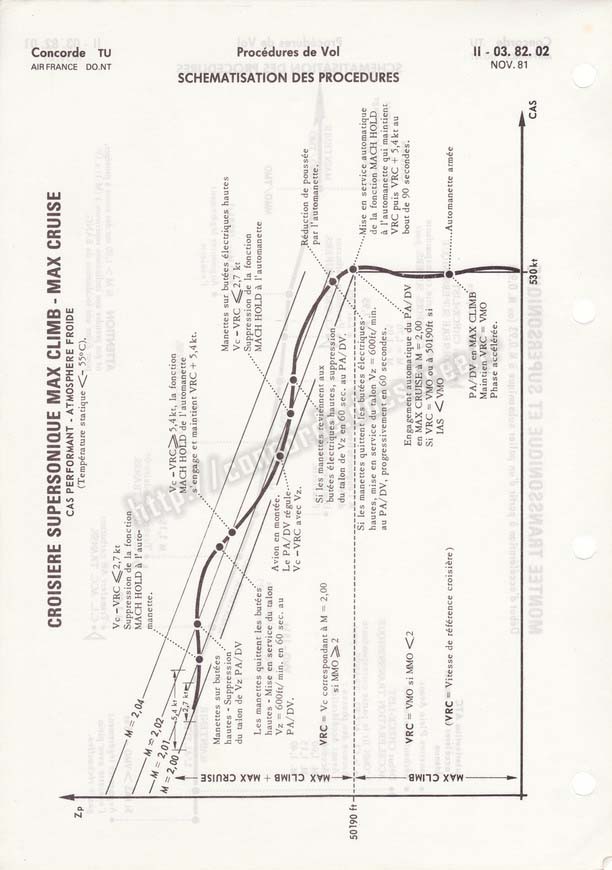 Concorde TU
AIR FRANCE DO.NT
Procédures de Vol
SCHEMATISATION DES PROCEDURES
II - 03. 82. 02
NOV. 81
CROISIERE SUPERSONIQUE MAX CLIMB - MAX CRUISE
CAS PERFORMANT - ATMOSPHERE FROIDE
(Température statique < - 55°C).
Zp
M = 2,04
M = 2,02
M = 2,01
M = 2,00
5,4 kt
2,7 kt
Vc -VRC ⩽ 2,7 kt
Suppression de la fonction
MACH HOLD à l'auto-
manette.
Vc -VRC ⩾ 5,4 kt, la fonction
MACH HOLD de l'automanette
s'engage et maintient VRC + 5,4 kt.
Manettes sur butées électriques hautes
Vc -VRC ⩽ 2,7 kt
Suppression de la fonction
MACH HOLD à l'automanette
Réduction de poussée
par l'automanette.
Mise en service automatique
de la fonction MACH HOLD
à l'automanette qui maintient
VRC puis VRC + 5,4 kt au
bout de 90 secondes.
Automanette armée
CAS
530 kt
Manettes sur butées
hautes - Suppression
du talon de Vz PA/DV
Les manettes quittent les butées
hautes - Mise en service du talon
Vz = 600ft/min. en 60 sec. au
PA/DV.
Avion en montée.
Le PA/DV régule
Vc -VRC avec Vz.
Si les manettes reviennent aux
butées électriques hautes, suppression
du talon de Vz en 60 sec. au PA/DV.
Si les manettes quittent les butées électriques
hautes, mise en service du talon Vz = 600ft/min.
au PA/DV, progressivement en 60 secondes.
Engagement automatique du PA/DV
en MAX CRUISE à M = 2,00
Si VRC = VMO ou à 50190ft si
IAS < VMO
PA/DV en MAX CLIMB
Maintien VRC = VMO
Phase accélérée.
VRC = Vc correspondant à M = 2,00
si MMO ⩾ 2
VRC = VMO si MMO < 2
(VRC = Vitesse de référence croisière)
MAX CLIMB + MAX CRUISE
MAX CLIMB
50190 ft